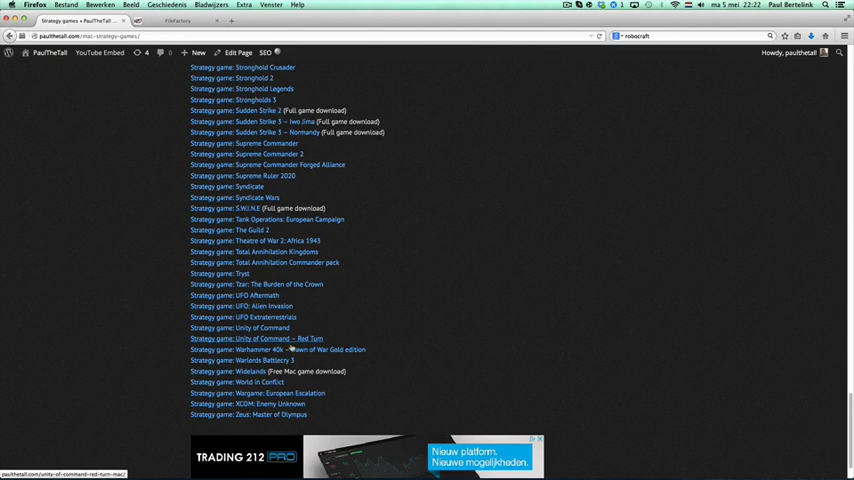 Firefox Bestand Bewerken Beeld Geschiedenis Bladwijzers Extra Venster Help 1 ma 5 mei 22:22 Paul Bertelink
Strategy games « PaulTheTall ... FileFactory
paulthetall.com/mac-strategy-games/ robocraft
PaulTheTall YouTube Embed 4 0 + New Edit Page SEO Howdy, paulthetall
Strategy game: Stronghold Crusader
Strategy game: Stronghold 2
Strategy game: Stronghold Legends
Strategy game: Strongholds 3
Strategy game: Sudden Strike 2 (Full game download)
Strategy game: Sudden Strike 3 – Iwo Jima (Full game download)
Strategy game: Sudden Strike 3 – Normandy (Full game download)
Strategy game: Supreme Commander
Strategy game: Supreme Commander 2
Strategy game: Supreme Commander Forged Alliance
Strategy game: Supreme Ruler 2020
Strategy game: Syndicate
Strategy game: Syndicate Wars
Strategy game: S.W.I.N.E (Full game download)
Strategy game: Tank Operations: European Campaign
Strategy game: The Guild 2
Strategy game: Theatre of War 2: Africa 1943
Strategy game: Total Annihilation Kingdoms
Strategy game: Total Annihilation Commander pack
Strategy game: Tryst
Strategy game: Tzar: The Burden of the Crown
Strategy game: UFO Aftermath
Strategy game: UFO: Alien Invasion
Strategy game: UFO Extraterrestrials
Strategy game: Unity of Command
Strategy game: Unity of Command – Red Turn
Strategy game: Warhammer 40k – Dawn of War Gold edition
Strategy game: Warlords Battlecry 3
Strategy game: Widelands (Free Mac game download)
Strategy game: World in Conflict
Strategy game: Wargame: European Escalation
Strategy game: XCOM: Enemy Unknown
Strategy game: Zeus: Master of Olympus
TRADING 212 PRO
Nieuw platform.
Nieuwe mogelijkheden.
paulthetall.com/unity-of-command-red-turn-mac/